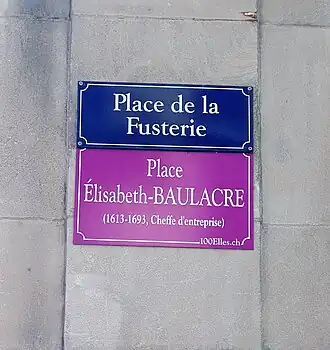 Place de la
Fusterie
Place
Élisabeth-BAULACRE
(1613-1693, Cheffe d'entreprise)
100Elles.ch